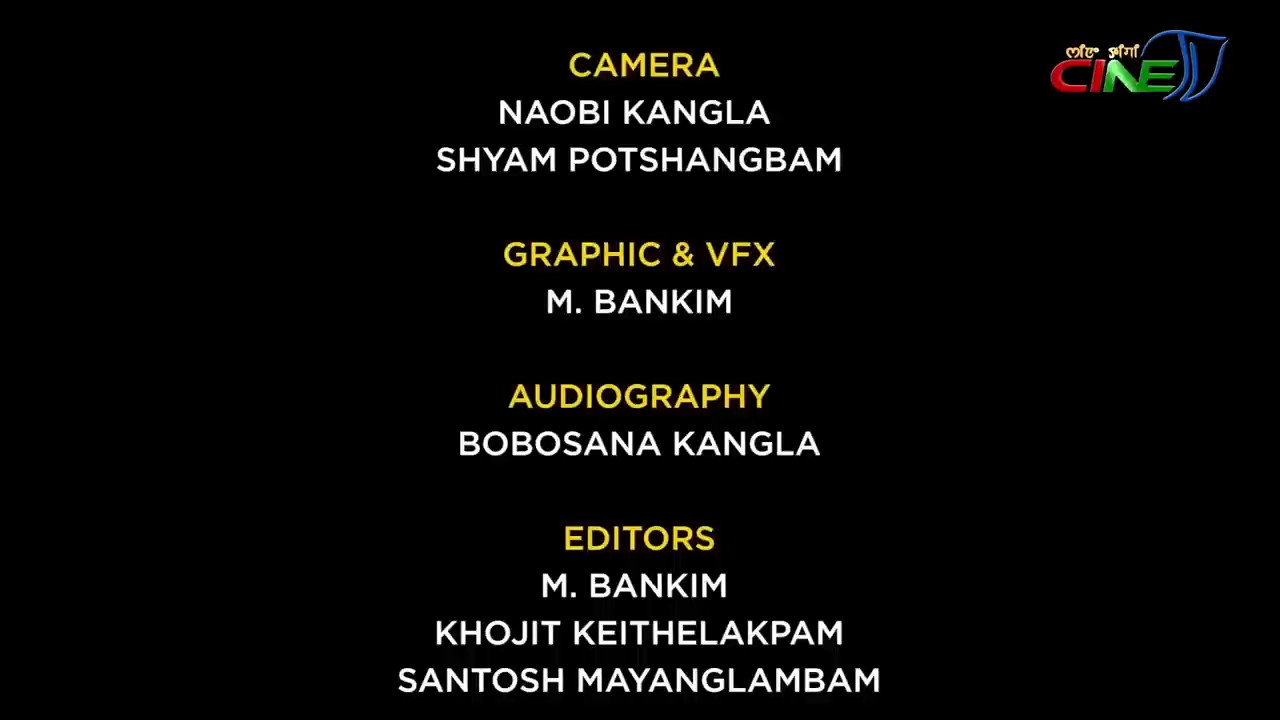 CAMERA
NAOBI KANGLA
SHYAM POTSHANGBAM
GRAPHIC & VFX
M. BANKIM
AUDIOGRAPHY
BOBOSANA KANGLA
EDITORS
M. BANKIM
KHOJIT KEITHELAKPAM
SANTOSH MAYANGLAMBAM
CINE